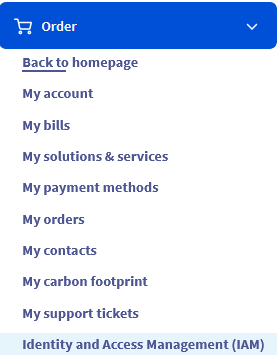 Order
Back to homepage
My account
My bills
My solutions & services
My payment methods
My orders
My contacts
My carbon footprint
My support tickets
Identity and Access Management (IAM)